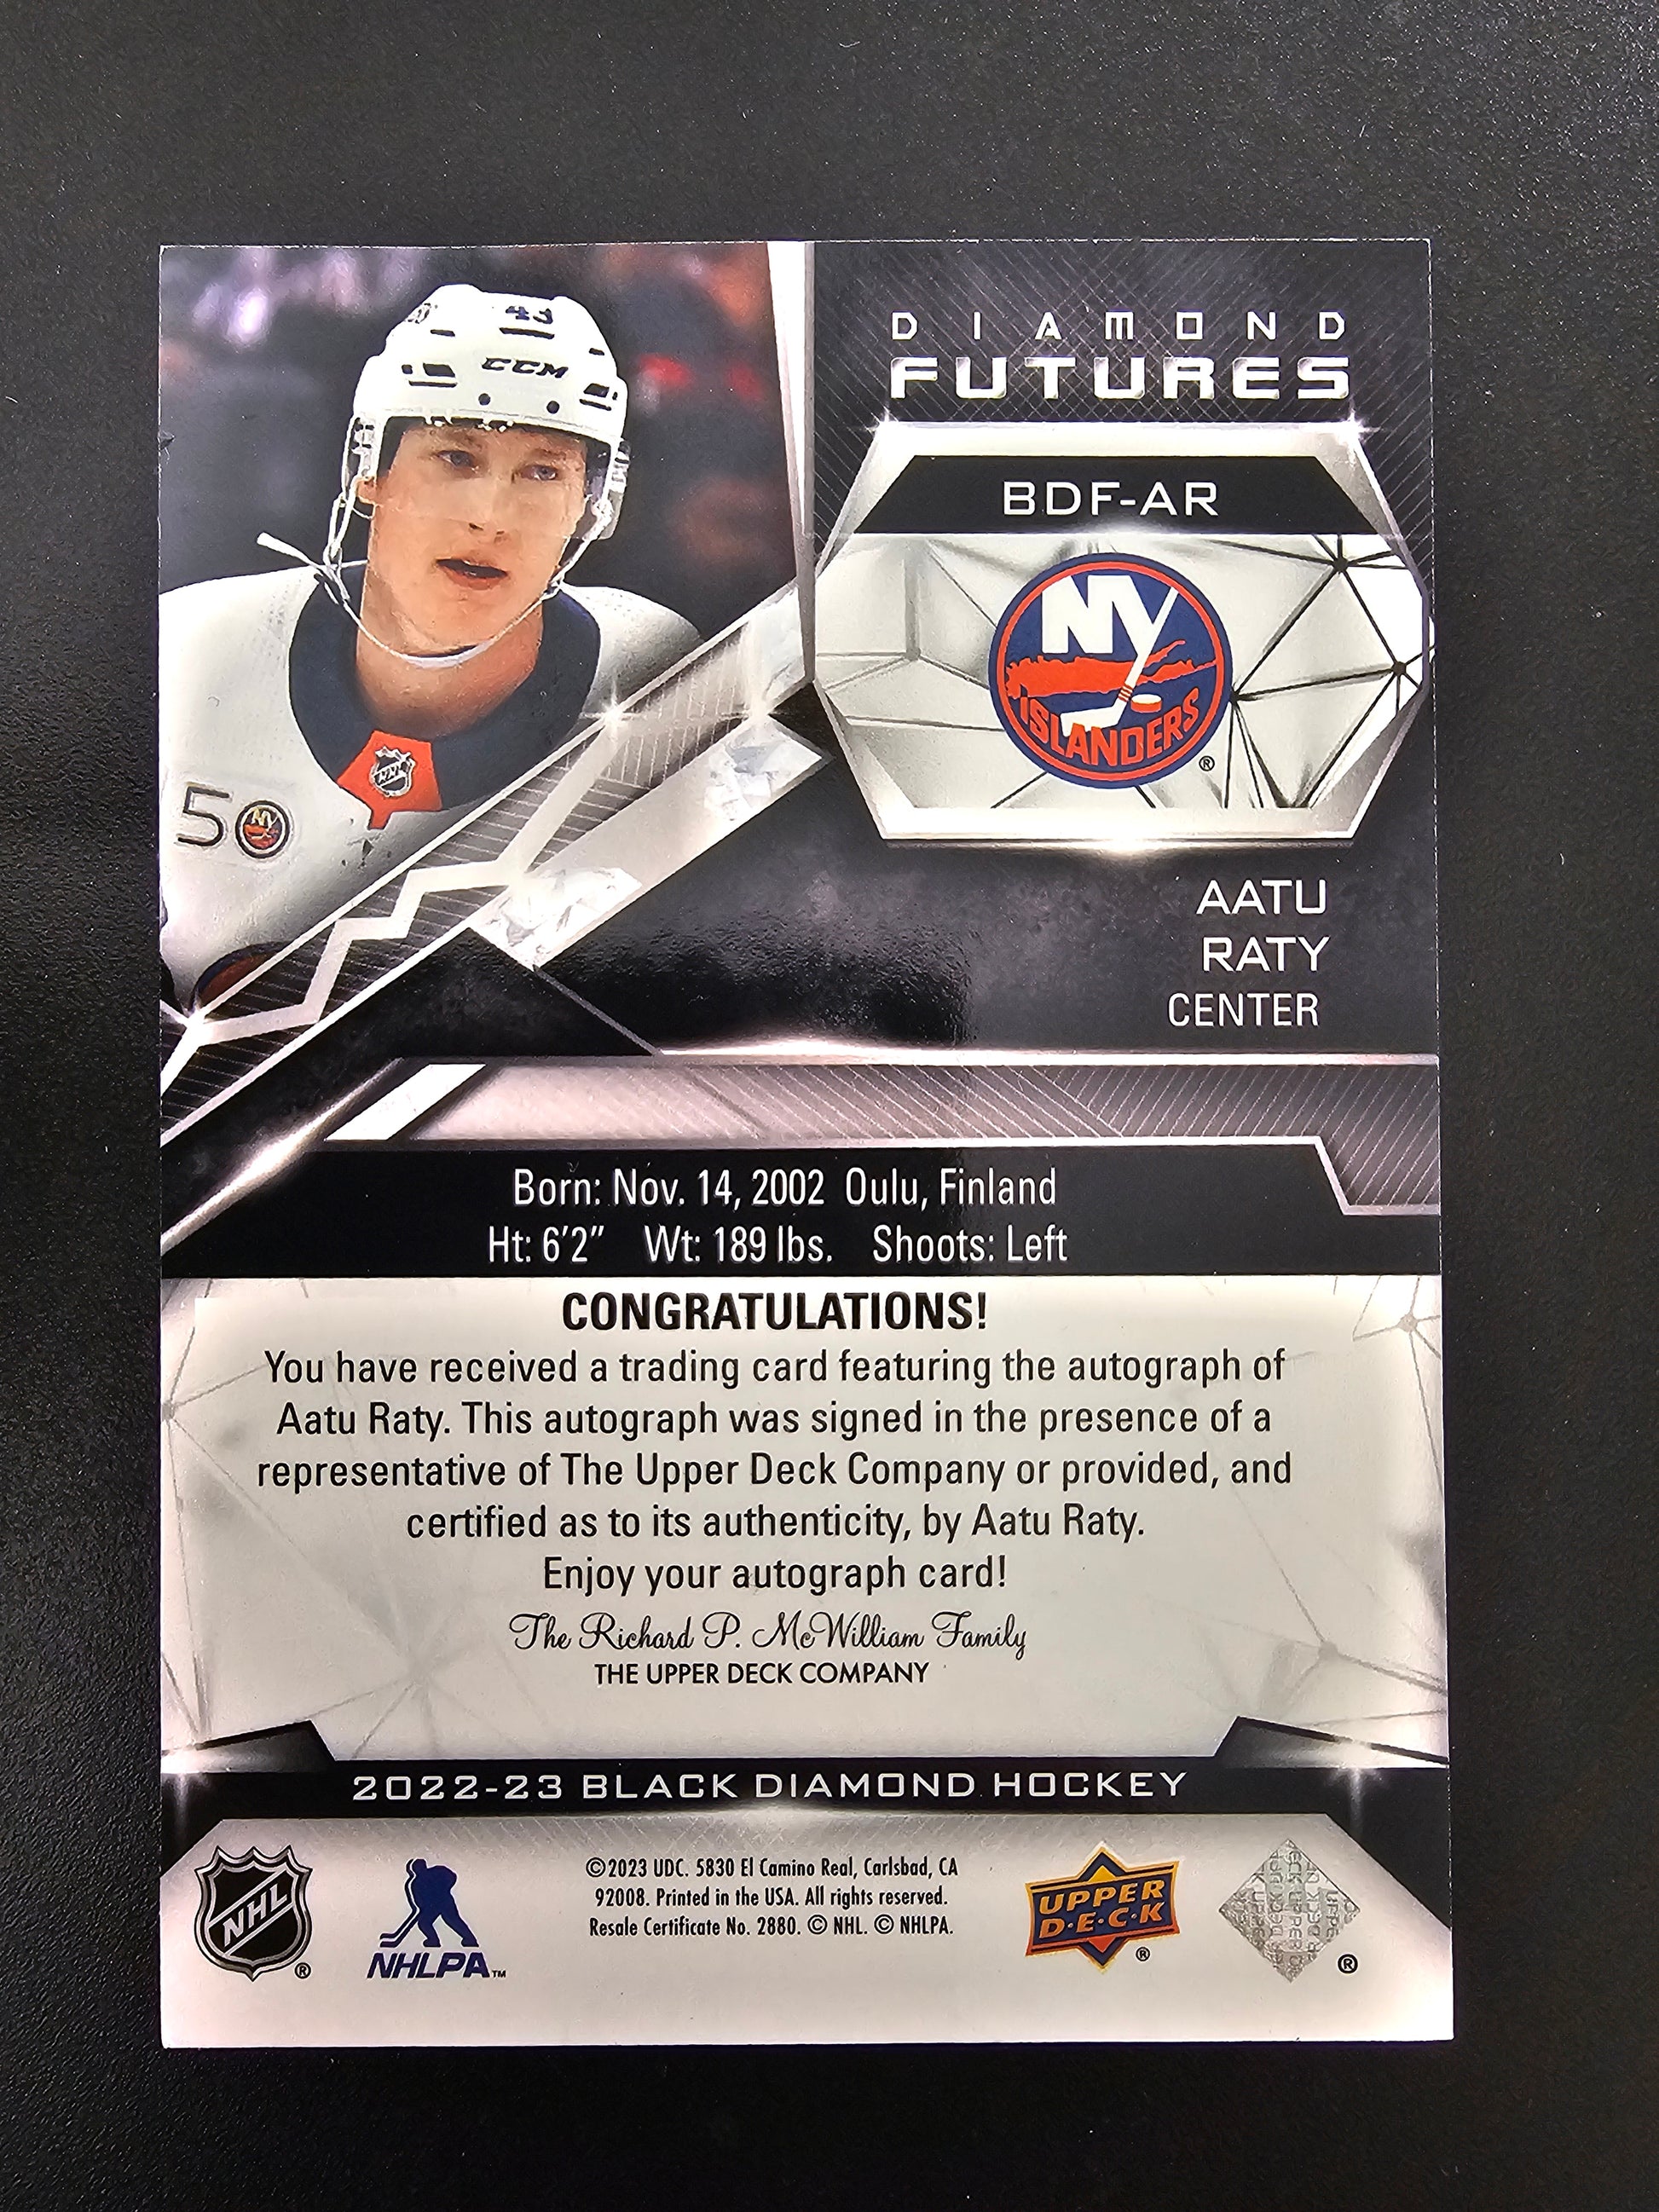 43
CCM
50
NY
NHL
DIAMOND
FUTURES
BDF-AR
NY
ISLANDERS
®
AATU
RATY
CENTER
Born: Nov. 14, 2002 Oulu, Finland
Ht: 6'2" Wt: 189 lbs. Shoots: Left
CONGRATULATIONS!
You have received a trading card featuring the autograph of
Aatu Raty. This autograph was signed in the presence of a
representative of The Upper Deck Company or provided, and
certified as to its authenticity, by Aatu Raty.
Enjoy your autograph card!
The Richard P. McWilliam Family
THE UPPER DECK COMPANY
2022-23 BLACK DIAMOND HOCKEY
NHL ®
NHLPA™
©2023 UDC. 5830 El Camino Real, Carlsbad, CA
92008. Printed in the USA. All rights reserved.
Resale Certificate No. 2880. © NHL. © NHLPA.
UPPER
D·E·C·K ®
®